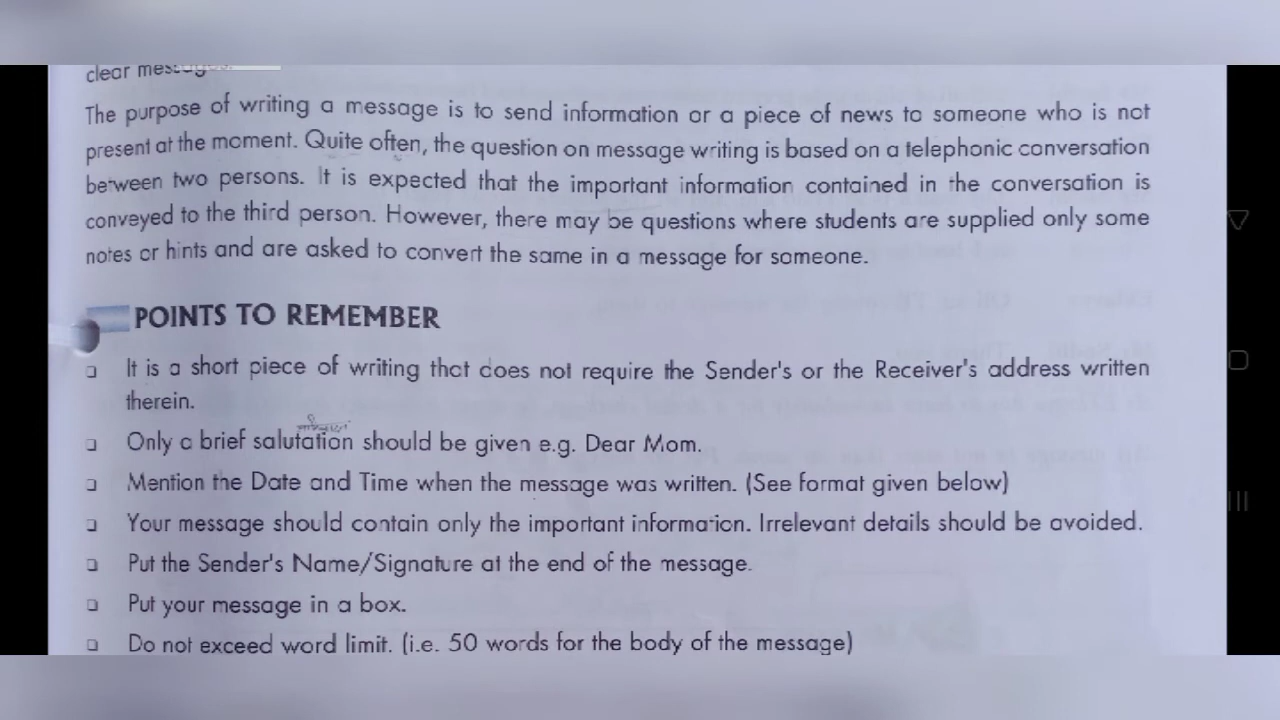 clear messages.
The purpose of writing a message is to send information or a piece of news to someone who is not
present at the moment. Quite often, the question on message writing is based on a telephonic conversation
between two persons. It is expected that the important information contained in the conversation is
conveyed to the third person. However, there may be questions where students are supplied only some
notes or hints and are asked to convert the same in a message for someone.
POINTS TO REMEMBER
❑ It is a short piece of writing that does not require the Sender's or the Receiver's address written
therein.
❑ Only a brief salutation should be given e.g. Dear Mom.
❑ Mention the Date and Time when the message was written. (See format given below)
❑ Your message should contain only the important information. Irrelevant details should be avoided.
❑ Put the Sender's Name/Signature at the end of the message.
❑ Put your message in a box.
❑ Do not exceed word limit. (i.e. 50 words for the body of the message)